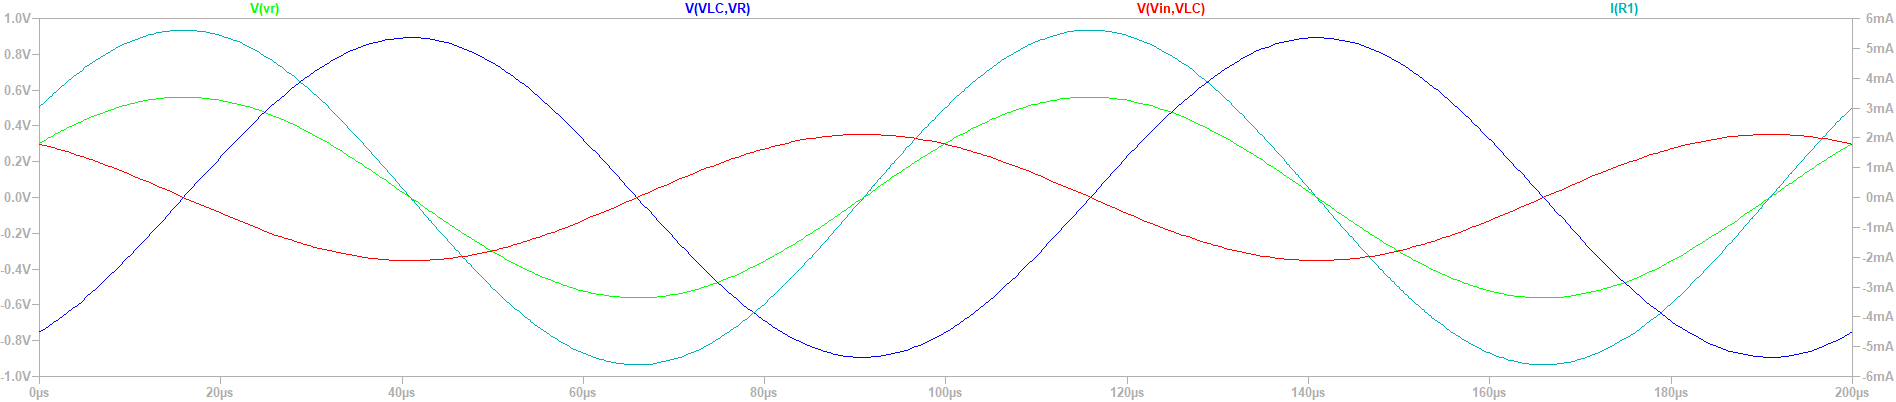 V(vr) V(VLC,VR) V(Vin,VLC) I(R1)
1.0V 6mA
0.8V 5mA
0.6V 4mA
0.4V 3mA
0.2V 2mA
1mA
0.0V 0mA
-0.2V -1mA
-0.4V -2mA
-0.6V -3mA
-0.8V -4mA
-5mA
-1.0V -6mA
0µs 20µs 40µs 60µs 80µs 100µs 120µs 140µs 160µs 180µs 200µs